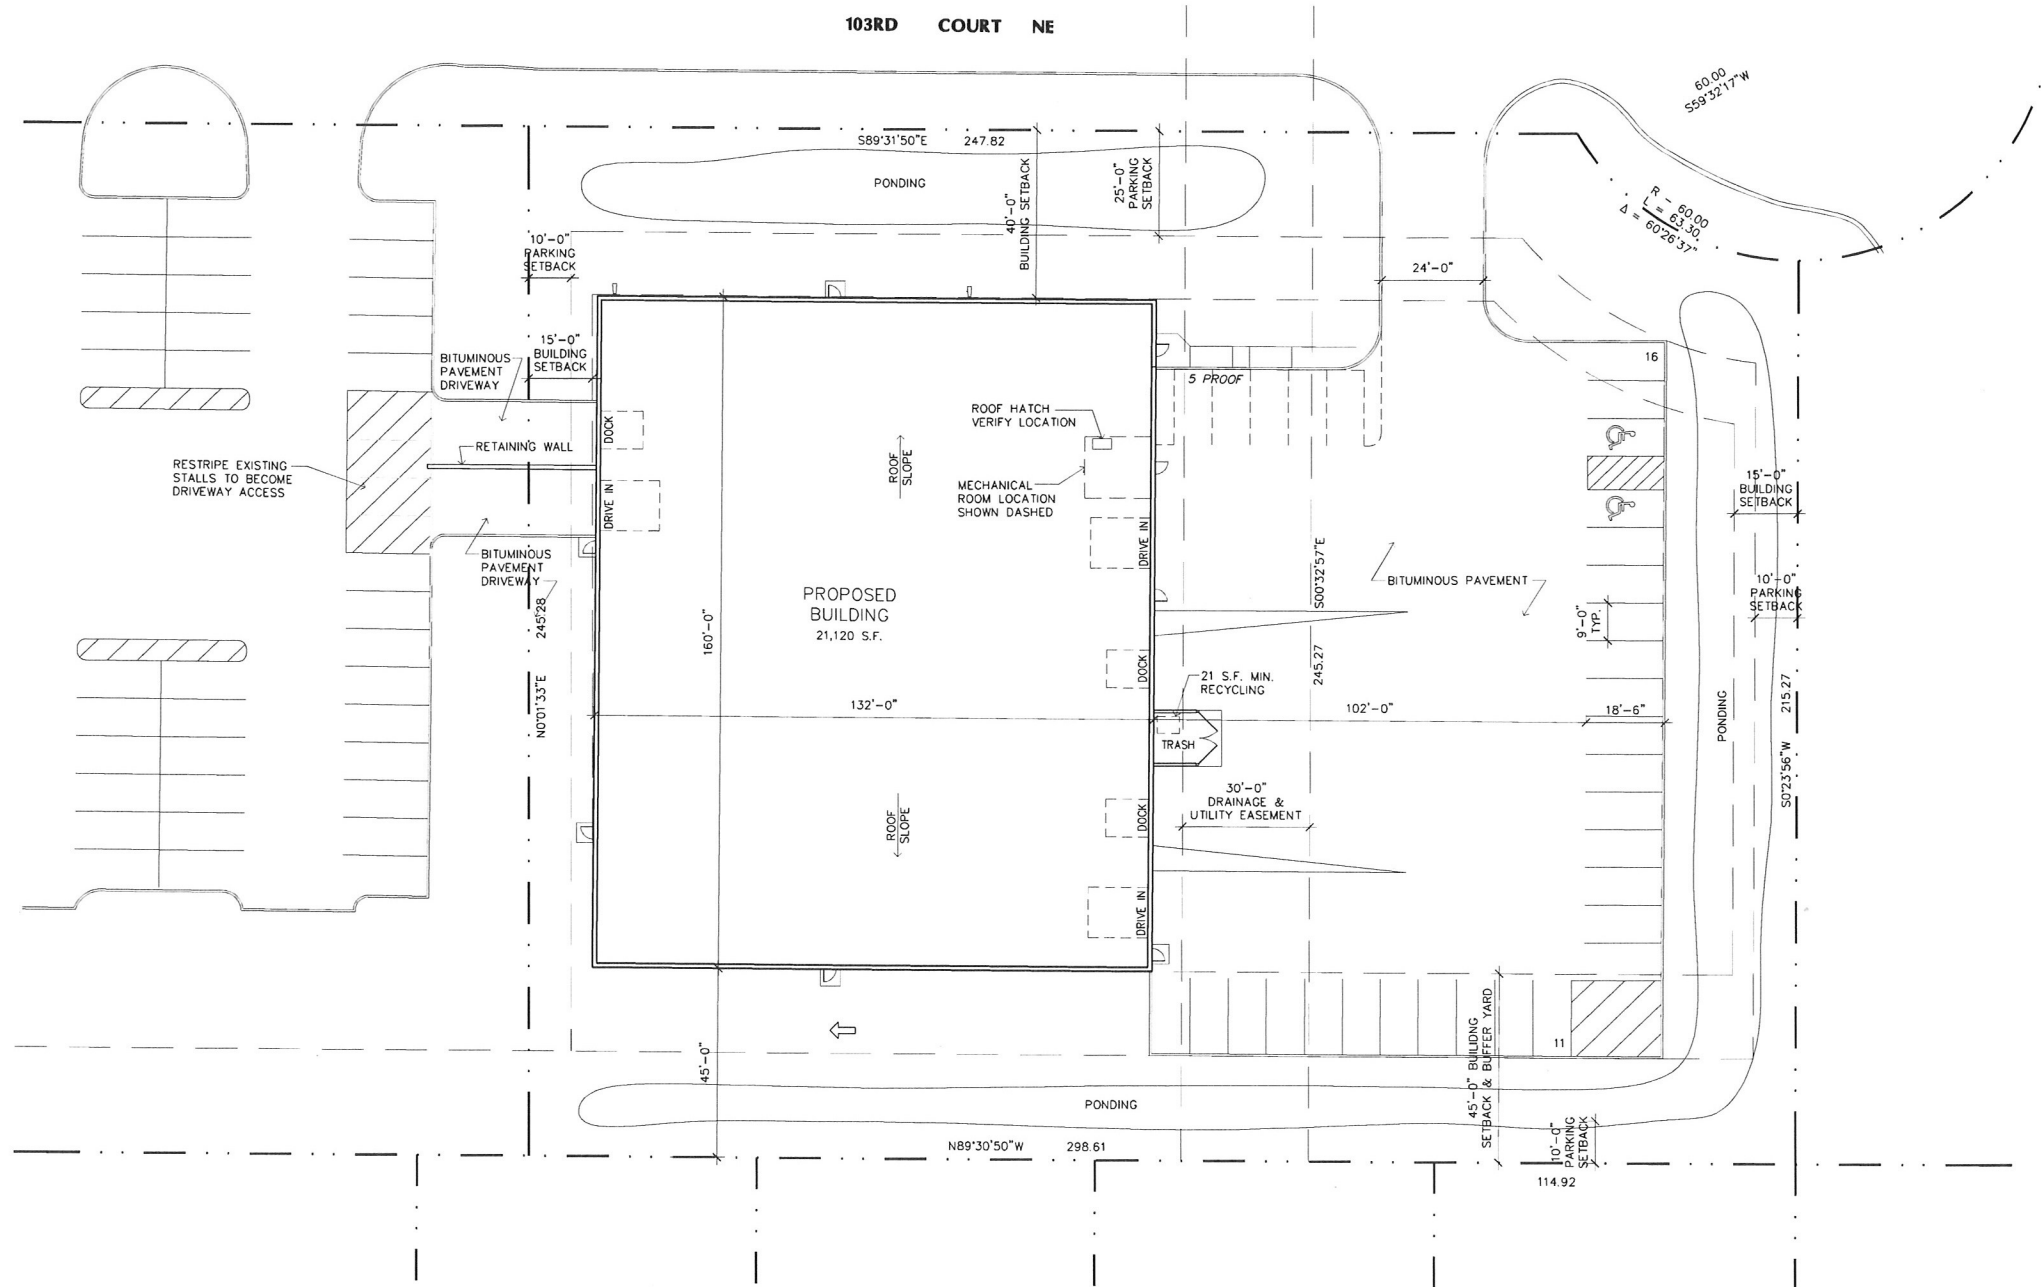 103RD COURT NE
60.00
S59°32'17"W
S89°31'50"E 247.82
PONDING
40'-0"
BUILDING SETBACK
25'-0"
PARKING
SETBACK
R - 60.00
L = 63.30
Δ = 60°26'37"
10'-0"
PARKING
SETBACK
24'-0"
15'-0"
BUILDING
SETBACK
BITUMINOUS
PAVEMENT
DRIVEWAY
16
5 PROOF
ROOF HATCH
VERIFY LOCATION
DOCK
RETAINING WALL
RESTRIPE EXISTING
STALLS TO BECOME
DRIVEWAY ACCESS
ROOF
SLOPE
MECHANICAL
ROOM LOCATION
SHOWN DASHED
DRIVE IN
15'-0"
BUILDING
SETBACK
DRIVE IN
BITUMINOUS
PAVEMENT
DRIVEWAY
S00°32'57"E
245.27
BITUMINOUS PAVEMENT
10'-0"
PARKING
SETBACK
PROPOSED
BUILDING
21,120 S.F.
160'-0"
N0°01'33"E
245.28
9'-0"
TYP.
DOCK
21 S.F. MIN.
RECYCLING
132'-0"
102'-0"
18'-6"
PONDING
S0°23'56"W
215.27
TRASH
30'-0"
DRAINAGE &
UTILITY EASEMENT
ROOF
SLOPE
DOCK
DRIVE IN
11
45'-0"
45'-0" BUILIDNG
SETBACK & BUFFER YARD
PONDING
N89°30'50"W 298.61
10'-0"
PARKING
SETBACK
114.92